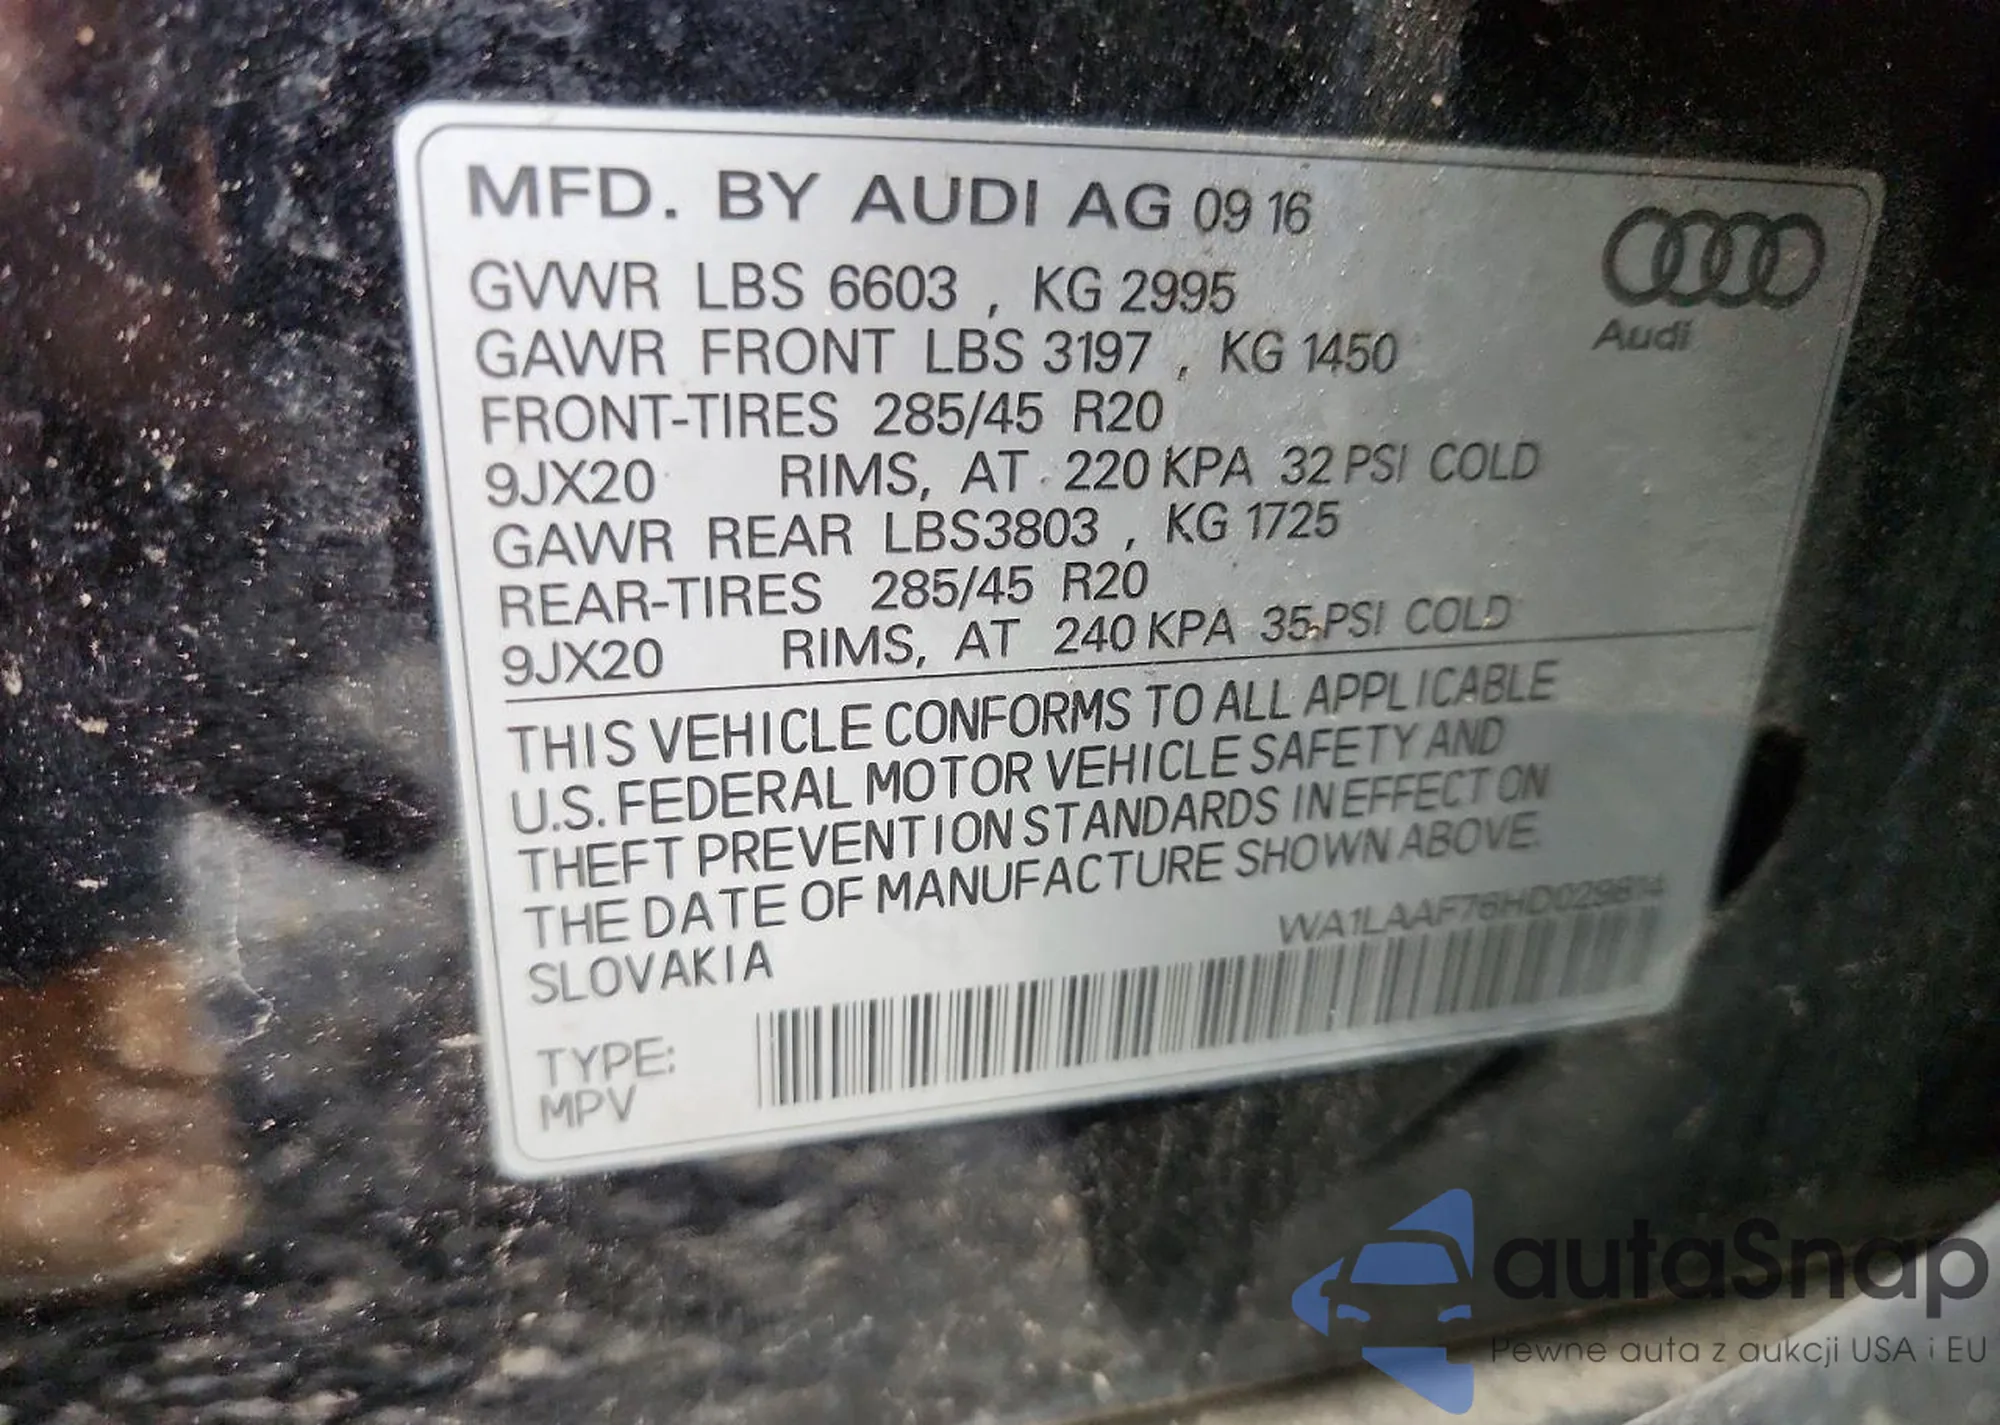 MFD. BY AUDI AG 09 16
GVWR LBS 6603 , KG 2995
GAWR FRONT LBS 3197 , KG 1450
FRONT-TIRES 285/45 R20
9JX20 RIMS, AT 220 KPA 32 PSI COLD
GAWR REAR LBS3803 , KG 1725
REAR-TIRES 285/45 R20
9JX20 RIMS, AT 240 KPA 35 PSI COLD
Audi
THIS VEHICLE CONFORMS TO ALL APPLICABLE
U.S. FEDERAL MOTOR VEHICLE SAFETY AND
THEFT PREVENTION STANDARDS IN EFFECT ON
THE DATE OF MANUFACTURE SHOWN ABOVE.
SLOVAKIA
WA1LAAF76HD029814
TYPE:
MPV
autaSnap
Pewne auta z aukcji USA i EU